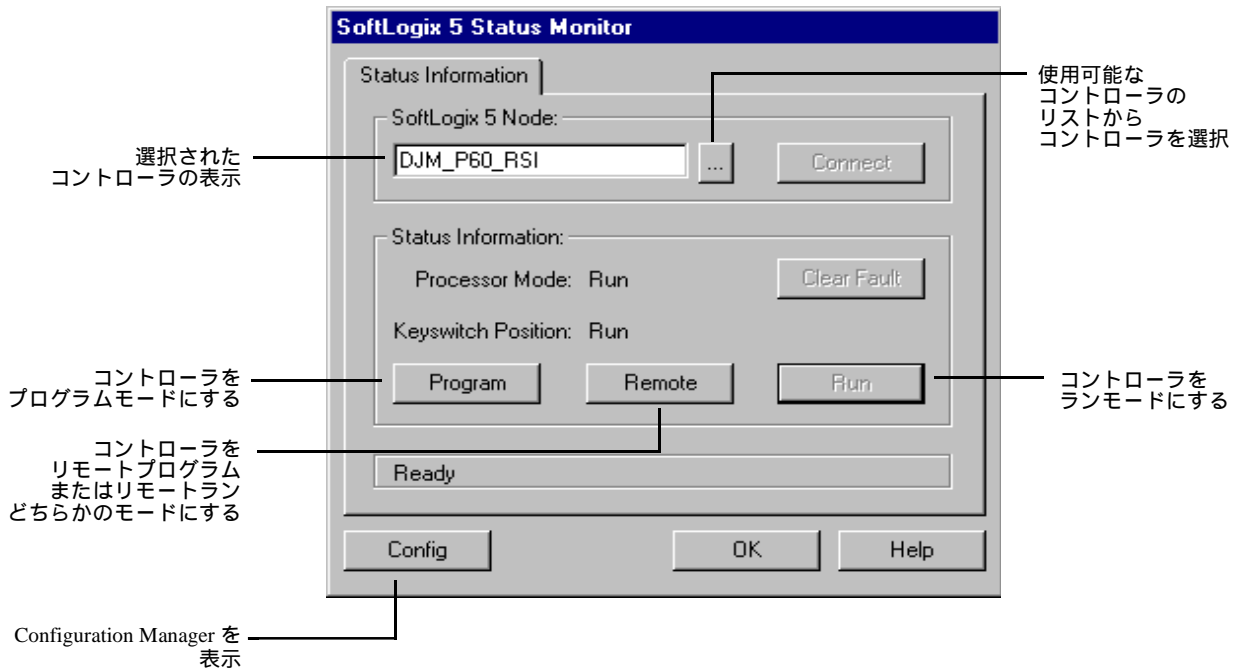 SoftLogix 5 Status Monitor
Status Information
使用可能な
コントローラの
リストから
コントローラを選択
SoftLogix 5 Node:
選択された
コントローラの表示
DJM_P60_RSI
...
Connect
Status Information:
Processor Mode: Run
Clear Fault
Keyswitch Position: Run
コントローラを
プログラムモードにする
Program
Remote
Run
コントローラを
ランモードにする
コントローラを
リモートプログラム
またはリモートラン
どちらかのモードにする
Ready
Config
OK
Help
Configuration Manager を
表示